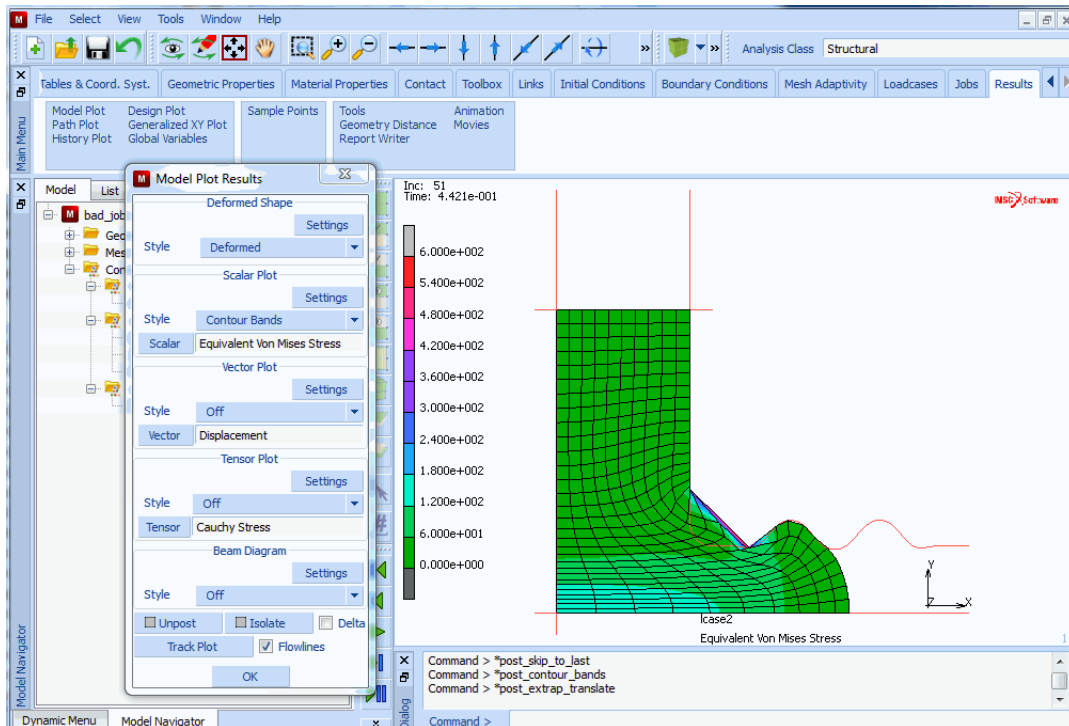 M File Select View Tools Window Help
» » Analysis Class Structural
Main Menu
Tables & Coord. Syst. Geometric Properties Material Properties Contact Toolbox Links Initial Conditions Boundary Conditions Mesh Adaptivity Loadcases Jobs Results
Model Plot Design Plot Sample Points Tools Animation
Path Plot Generalized XY Plot Geometry Distance Movies
History Plot Global Variables Report Writer
Model Navigator
Model List
M bad_job
Geo
Mes
Con
M Model Plot Results
Deformed Shape
Settings
Style Deformed
Scalar Plot
Settings
Style Contour Bands
Scalar Equivalent Von Mises Stress
Vector Plot
Settings
Style Off
Vector Displacement
Tensor Plot
Settings
Style Off
Tensor Cauchy Stress
Beam Diagram
Settings
Style Off
Unpost Isolate Delta
Track Plot Flowlines
OK
Dynamic Menu Model Navigator
#
Inc: 51
Time: 4.421e-001
MSC Software
6.000e+002
5.400e+002
4.800e+002
4.200e+002
3.600e+002
3.000e+002
2.400e+002
1.800e+002
1.200e+002
6.000e+001
0.000e+000
Y
Z X
lcase2
Equivalent Von Mises Stress
1
Dialog
Command > *post_skip_to_last
Command > *post_contour_bands
Command > *post_extrap_translate
Command >